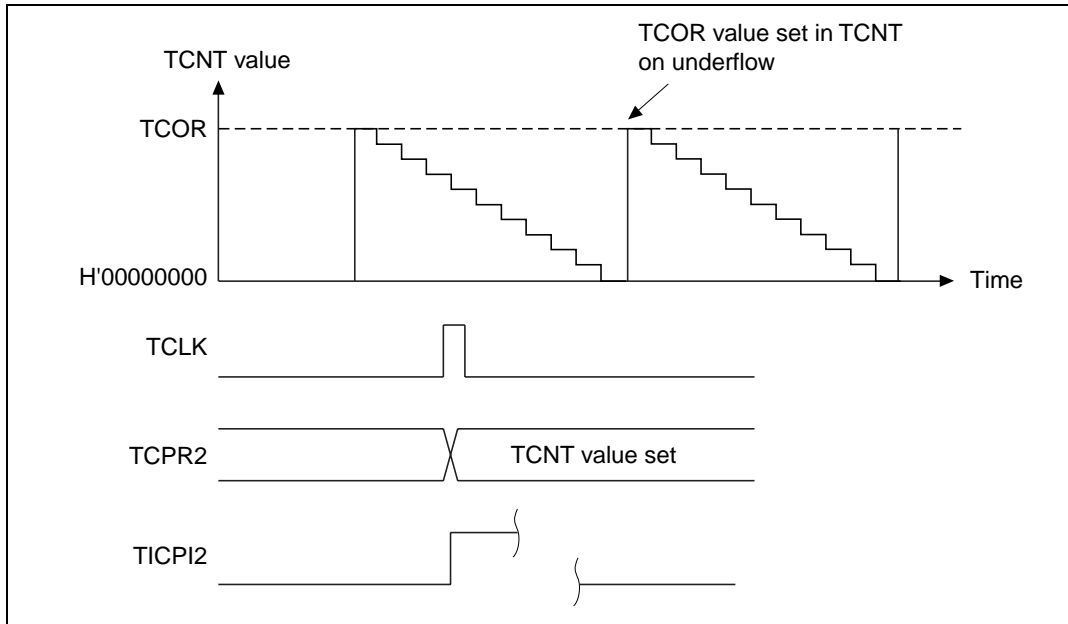 TCOR value set in TCNT
on underflow
TCNT value
TCOR
H'00000000
Time
TCLK
TCPR2
TCNT value set
TICPI2